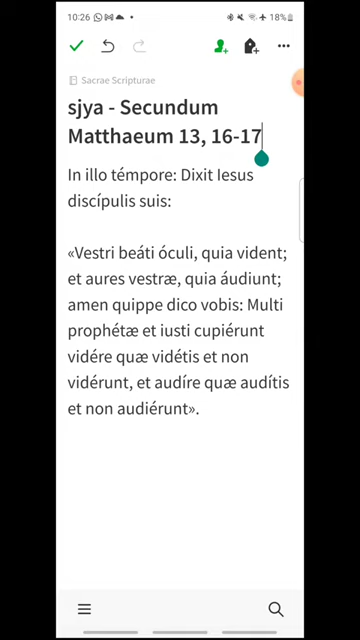 10:26
18%
Sacrae Scripturae
sjya - Secundum
Matthaeum 13, 16-17
In illo témpore: Dixit Iesus
discípulis suis:
«Vestri beáti óculi, quia vident;
et aures vestræ, quia áudiunt;
amen quippe dico vobis: Multi
prophétæ et iusti cupiérunt
vidére quæ vidétis et non
vidérunt, et audíre quæ audítis
et non audiérunt».